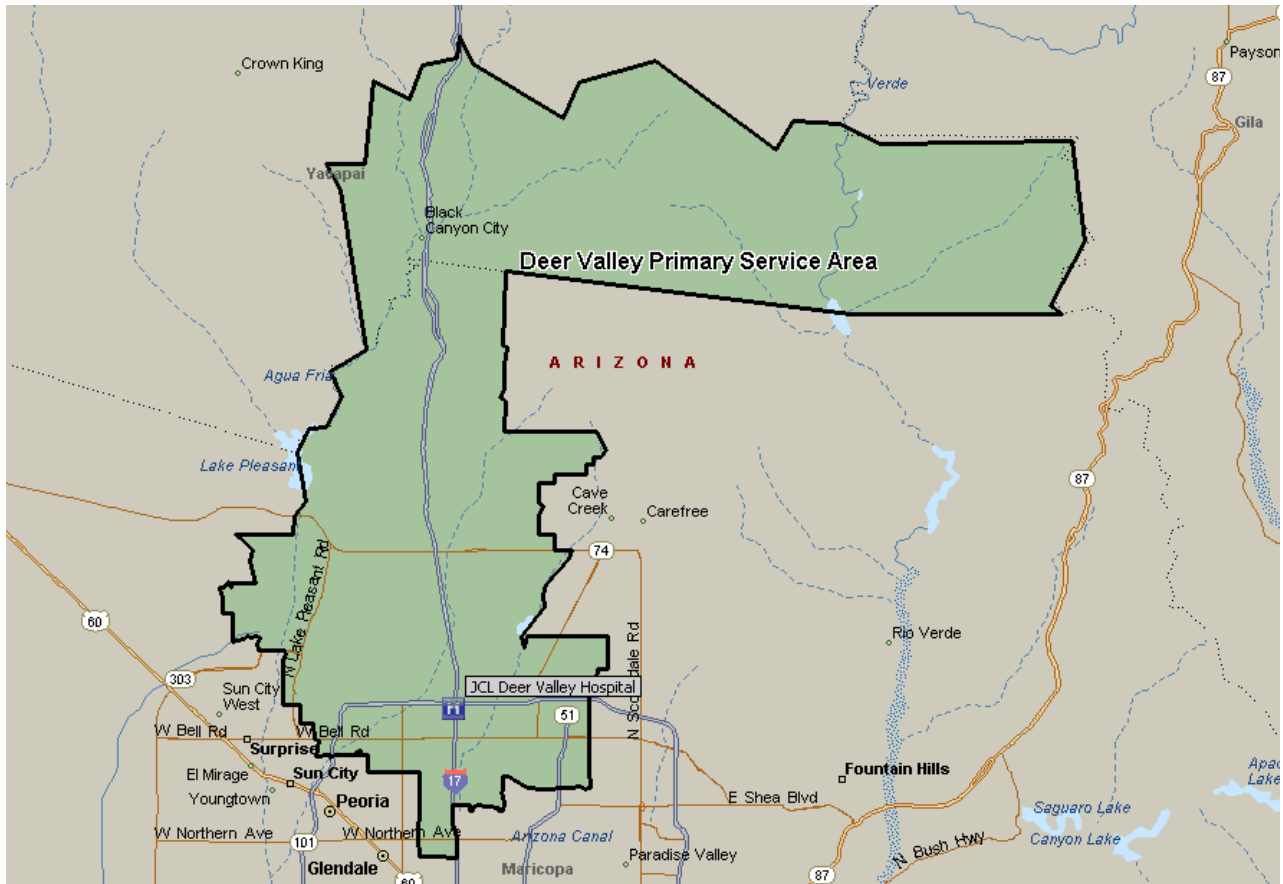 Payson
Crown King
87
Verde
Gila
Yavapai
Black
Canyon City
Deer Valley Primary Service Area
ARIZONA
Agua Fria
Lake Pleasant
87
Cave
Creek
Carefree
74
60
N Lake Pleasant Rd
N Scottsdale Rd
Rio Verde
303
JCL Deer Valley Hospital
Sun City
West
H
51
W Bell Rd
W Bell Rd
Surprise
El Mirage
Sun City
17
Fountain Hills
Youngtown
Peoria
E Shea Blvd
Saguaro Lake
W Northern Ave
W Northern Ave
Arizona Canal
Canyon Lake
101
N Bush Hwy
Glendale
Maricopa
Paradise Valley
60
87